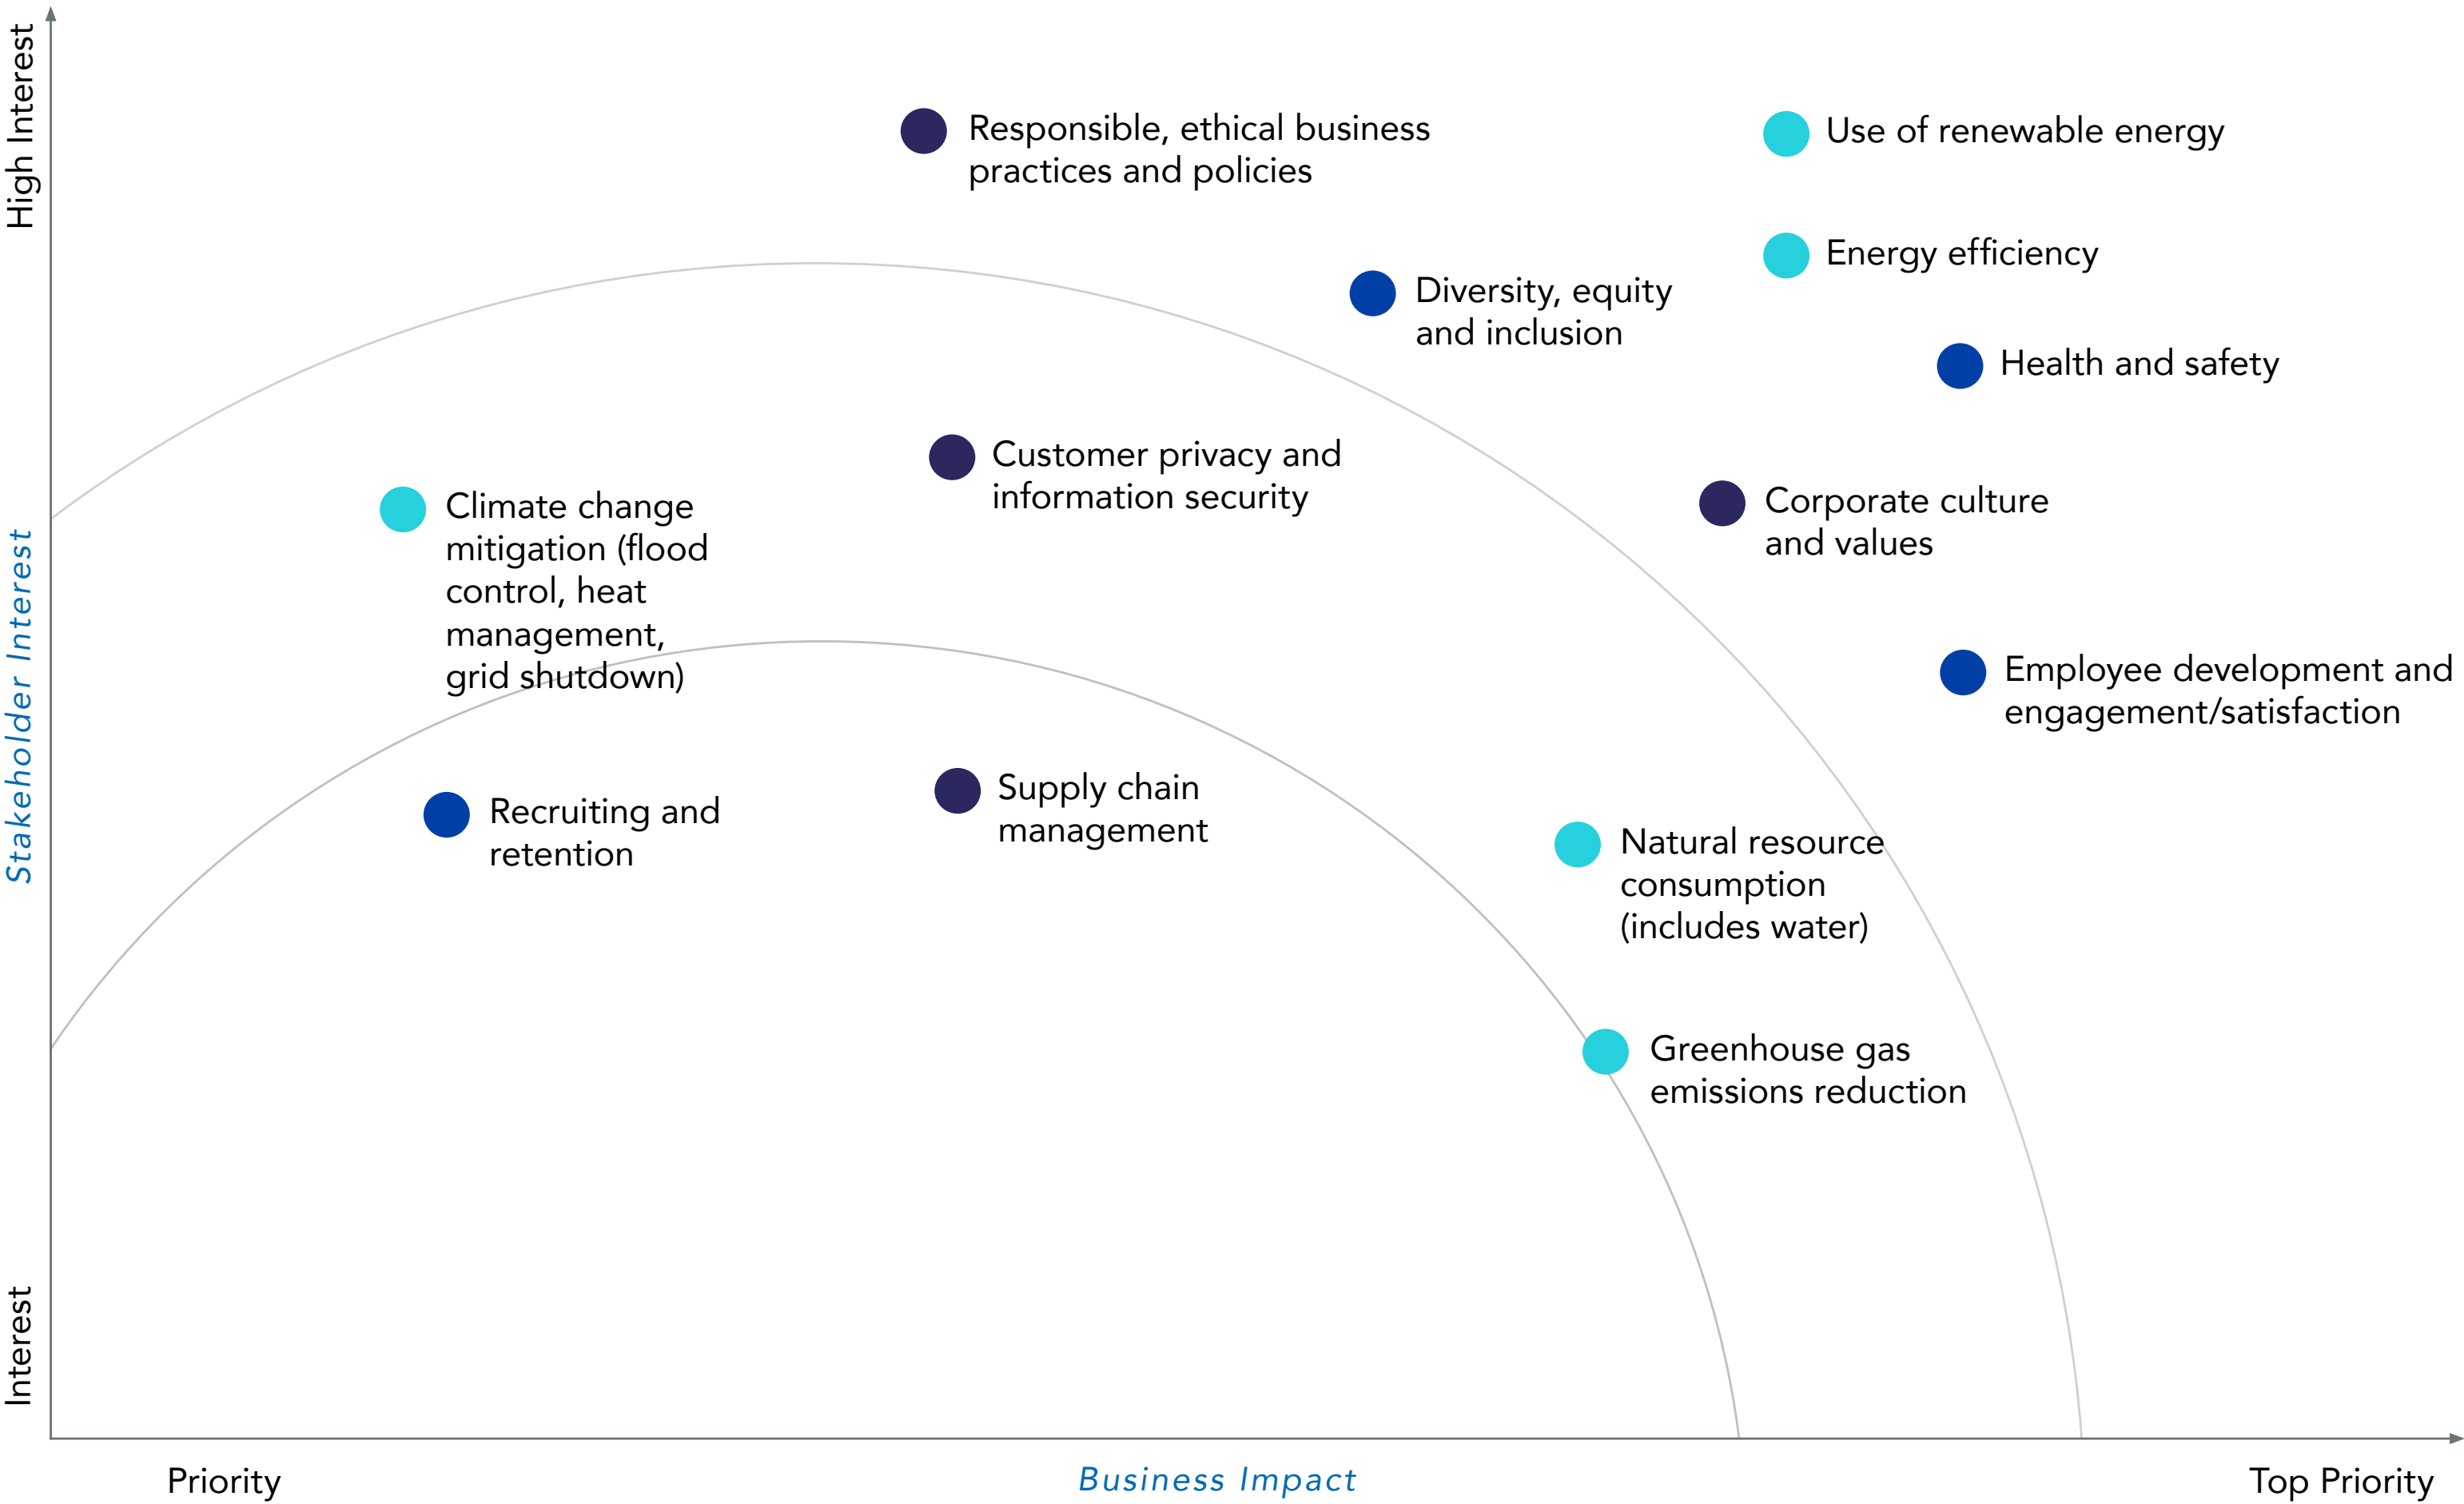 High Interest
Stakeholder Interest
Interest
Responsible, ethical business
practices and policies
Use of renewable energy
Energy efficiency
Diversity, equity
and inclusion
Health and safety
Customer privacy and
information security
Climate change
mitigation (flood
control, heat
management,
grid shutdown)
Corporate culture
and values
Employee development and
engagement/satisfaction
Recruiting and
retention
Supply chain
management
Natural resource
consumption
(includes water)
Greenhouse gas
emissions reduction
Priority
Business Impact
Top Priority